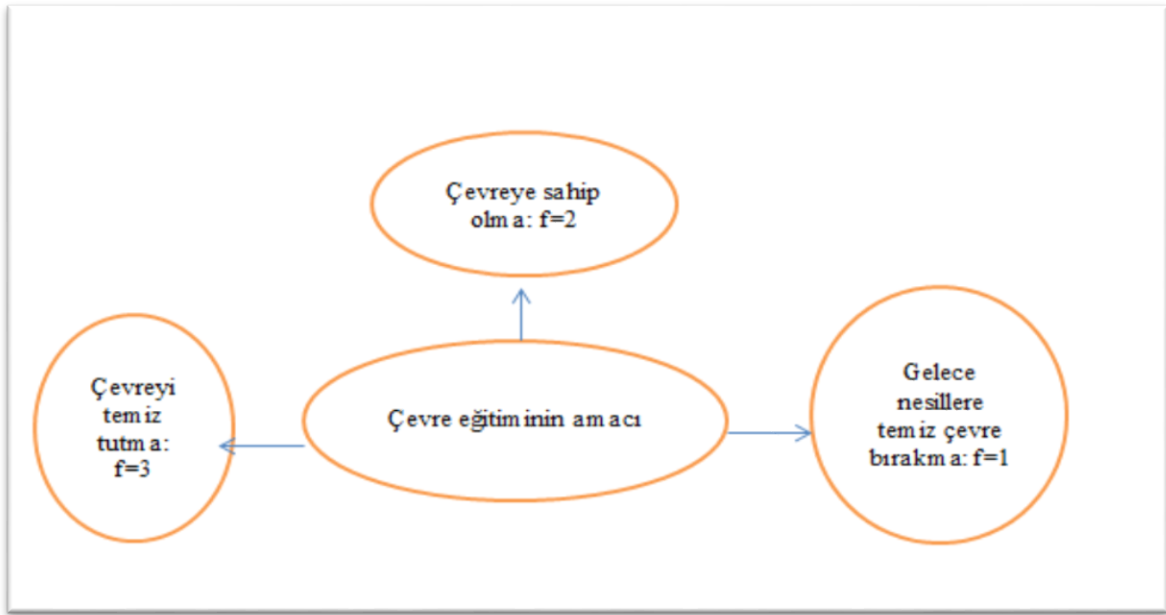 Çevreye sahip
olma: f=2
Çevreyi
temiz
tutma:
f=3
Çevre eğitiminin amacı
Gelece
nesillere
temiz çevre
bırakma: f=1